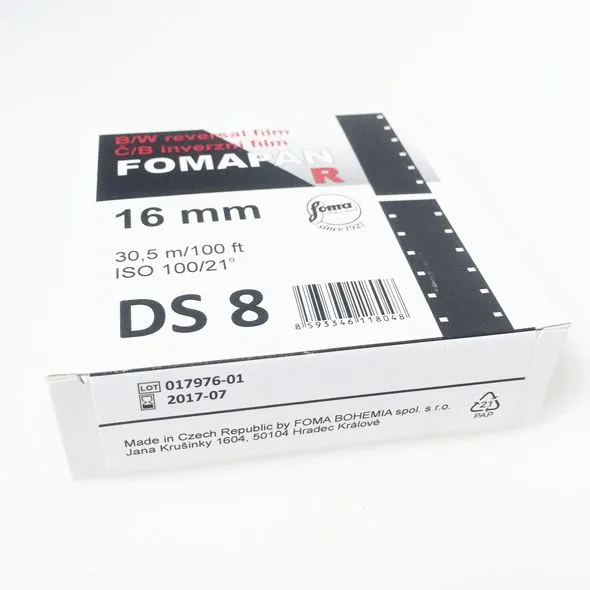 B/W reversal film
Č/B inverzní film
FOMAPAN
R
16 mm
foma
since 1921
30,5 m/100 ft
ISO 100/21°
DS 8
8 593346 118048
LOT 017976-01
2017-07
Made in Czech Republic by FOMA BOHEMIA spol. s r.o.
Jana Krušinky 1604, 50104 Hradec Králové
21
PAP